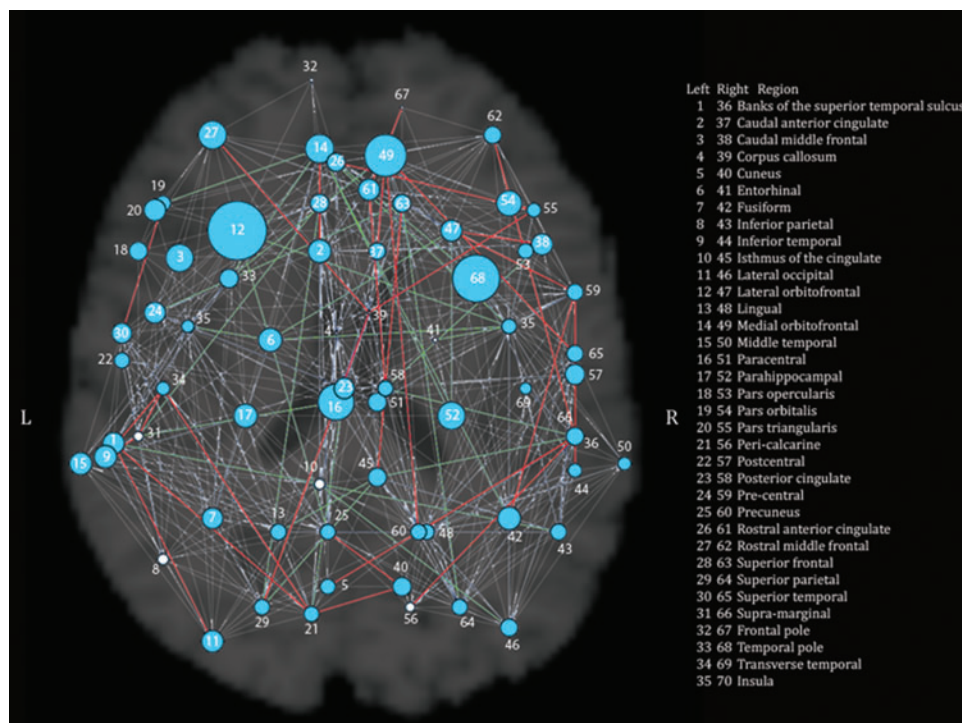 32
67
27
62
14
26
49
19
61
54
20
28
63
55
12
47
38
18
3
2
37
53
33
68
59
24
39
35
4
35
30
6
41
65
22
34
23
58
57
69
16
51
L
17
52
66
R
31
36
1
9
15
10
45
50
44
7
13
25
60
48
42
43
8
5
40
29
21
56
64
11
46
Left Right Region
1 36 Banks of the superior temporal sulcus
2 37 Caudal anterior cingulate
3 38 Caudal middle frontal
4 39 Corpus callosum
5 40 Cuneus
6 41 Entorhinal
7 42 Fusiform
8 43 Inferior parietal
9 44 Inferior temporal
10 45 Isthmus of the cingulate
11 46 Lateral occipital
12 47 Lateral orbitofrontal
13 48 Lingual
14 49 Medial orbitofrontal
15 50 Middle temporal
16 51 Paracentral
17 52 Parahippocampal
18 53 Pars opercularis
19 54 Pars orbitalis
20 55 Pars triangularis
21 56 Peri-calcarine
22 57 Postcentral
23 58 Posterior cingulate
24 59 Pre-central
25 60 Precuneus
26 61 Rostral anterior cingulate
27 62 Rostral middle frontal
28 63 Superior frontal
29 64 Superior parietal
30 65 Superior temporal
31 66 Supra-marginal
32 67 Frontal pole
33 68 Temporal pole
34 69 Transverse temporal
35 70 Insula